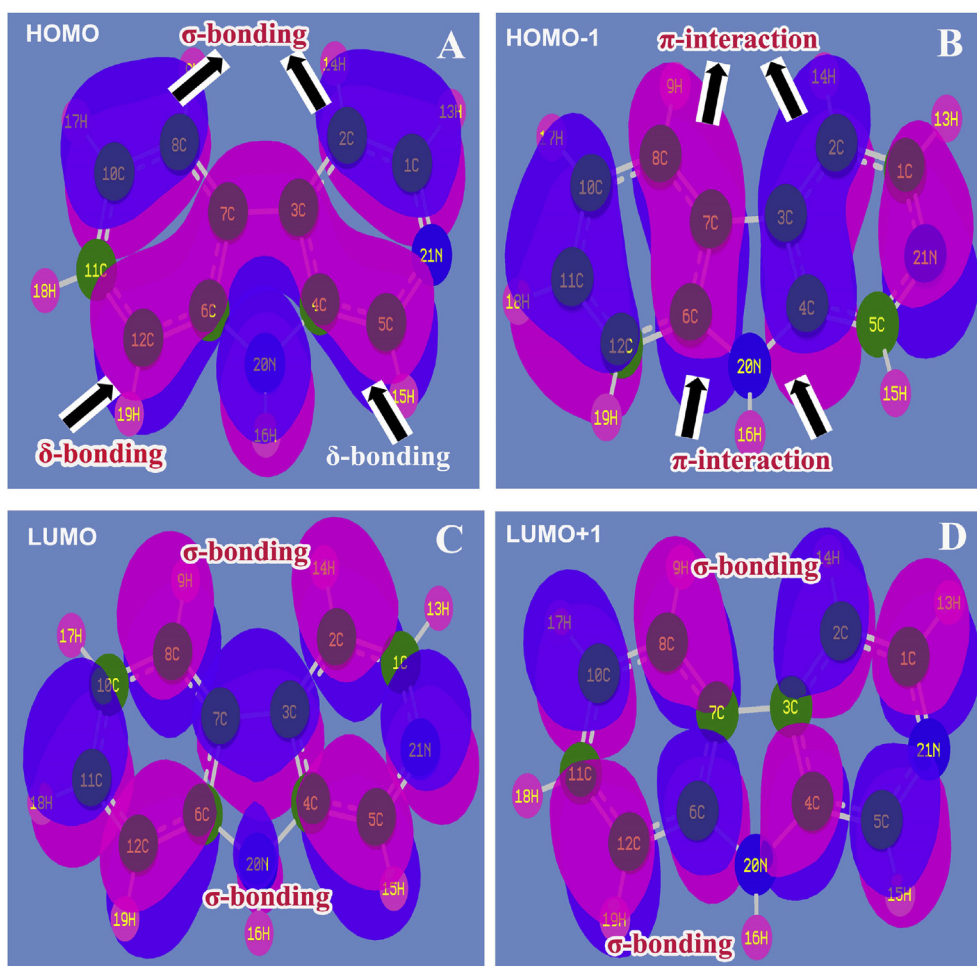 HOMO
σ-bonding
A
14H
17H
13H
8C
2C
1C
10C
7C
3C
21N
11C
18H
6C
4C
5C
12C
20N
15H
19H
16H
δ-bonding
δ-bonding
HOMO-1
π-interaction
B
14H
9H
13H
17H
8C
2C
1C
10C
3C
7C
21N
11C
18H
4C
6C
5C
12C
20N
15H
19H
16H
π-interaction
LUMO
σ-bonding
C
9H
14H
13H
17H
2C
8C
1C
10C
7C
3C
21N
11C
18H
6C
4C
5C
12C
20N
15H
σ-bonding
19H
16H
LUMO+1
σ-bonding
D
9H
14H
13H
17H
8C
2C
1C
10C
7C
3C
21N
11C
18H
6C
4C
5C
12C
20N
15H
19H
16H
σ-bonding